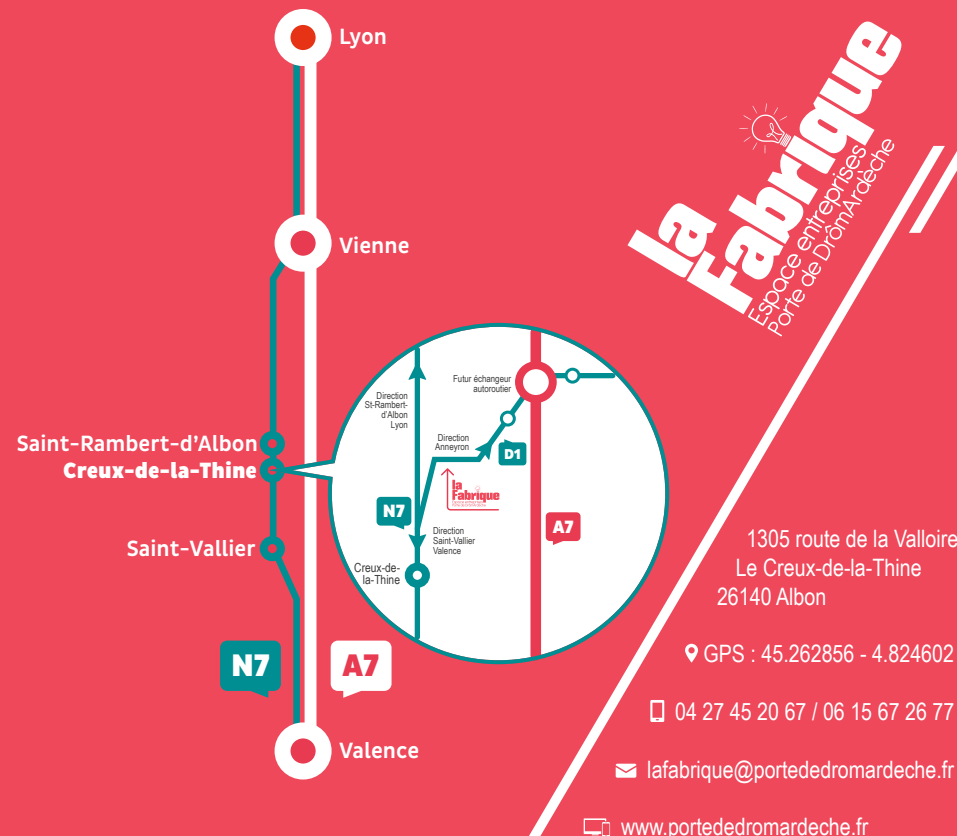 Lyon
la
Fabrique
Espace entreprises
Porte de DrômArdèche
Vienne
Saint-Rambert-d'Albon
Creux-de-la-Thine
Saint-Vallier
N7
A7
Valence
Futur échangeur
autoroutier
Direction
St-Rambert-
d'Albon
Lyon
Direction
Anneyron
D1
la
Fabrique
N7
A7
Direction
Saint-Vallier
Valence
Creux-de-
la-Thine
1305 route de la Valloire
Le Creux-de-la-Thine
26140 Albon
GPS : 45.262856 - 4.824602
04 27 45 20 67 / 06 15 67 26 77
lafabrique@portededromardeche.fr
www.portededromardeche.fr